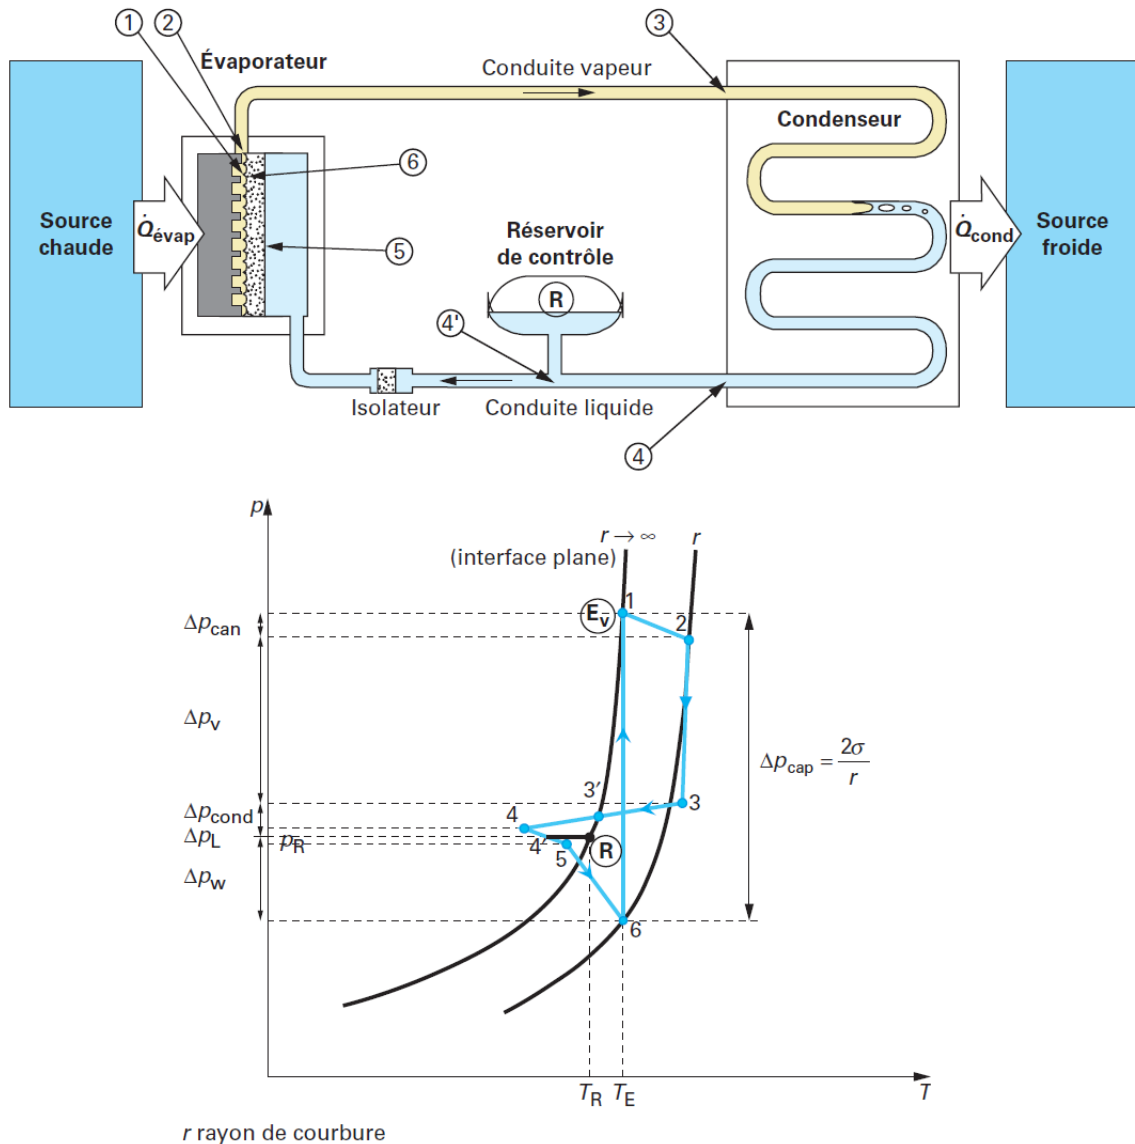 ① ② ③
Évaporateur
Conduite vapeur
Condenseur
⑥
Source chaude
Q̇évap
Réservoir de contrôle
Q̇cond
Source froide
⑤
R
④'
Isolateur
Conduite liquide
④
p
r → ∞
r
(interface plane)
Δpcan
Ev
1
2
Δpv
Δpcap = 2σ/r
3'
3
Δpcond
4
ΔpL
pR
4'
R
5
Δpw
6
TR
TE
T
r rayon de courbure